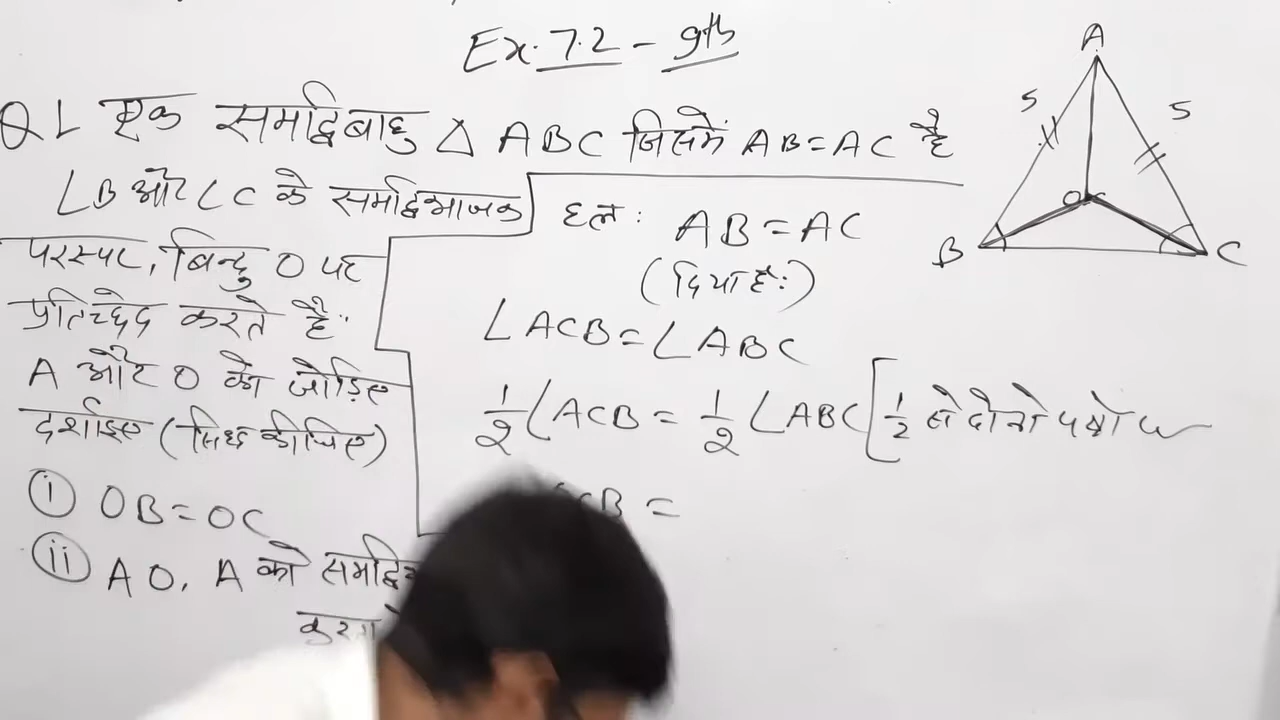 Ex. 7.2 - 9th
Q 1 एक समद्विबाहु △ ABC जिसमें AB = AC है
∠B और ∠C के समद्विभाजक
परस्पर, बिन्दु O पर
प्रतिच्छेद करते है।
A और O को जोड़िए
दर्शाइए (सिध्द कीजिए)
(i) OB = OC
(ii) AO, A को
हल: AB = AC
(दिया है।)
∠ACB = ∠ABC
1/2 ∠ACB = 1/2 ∠ABC [1/2 से दोनो पक्षो
CB =
A
5
5
O
B
C